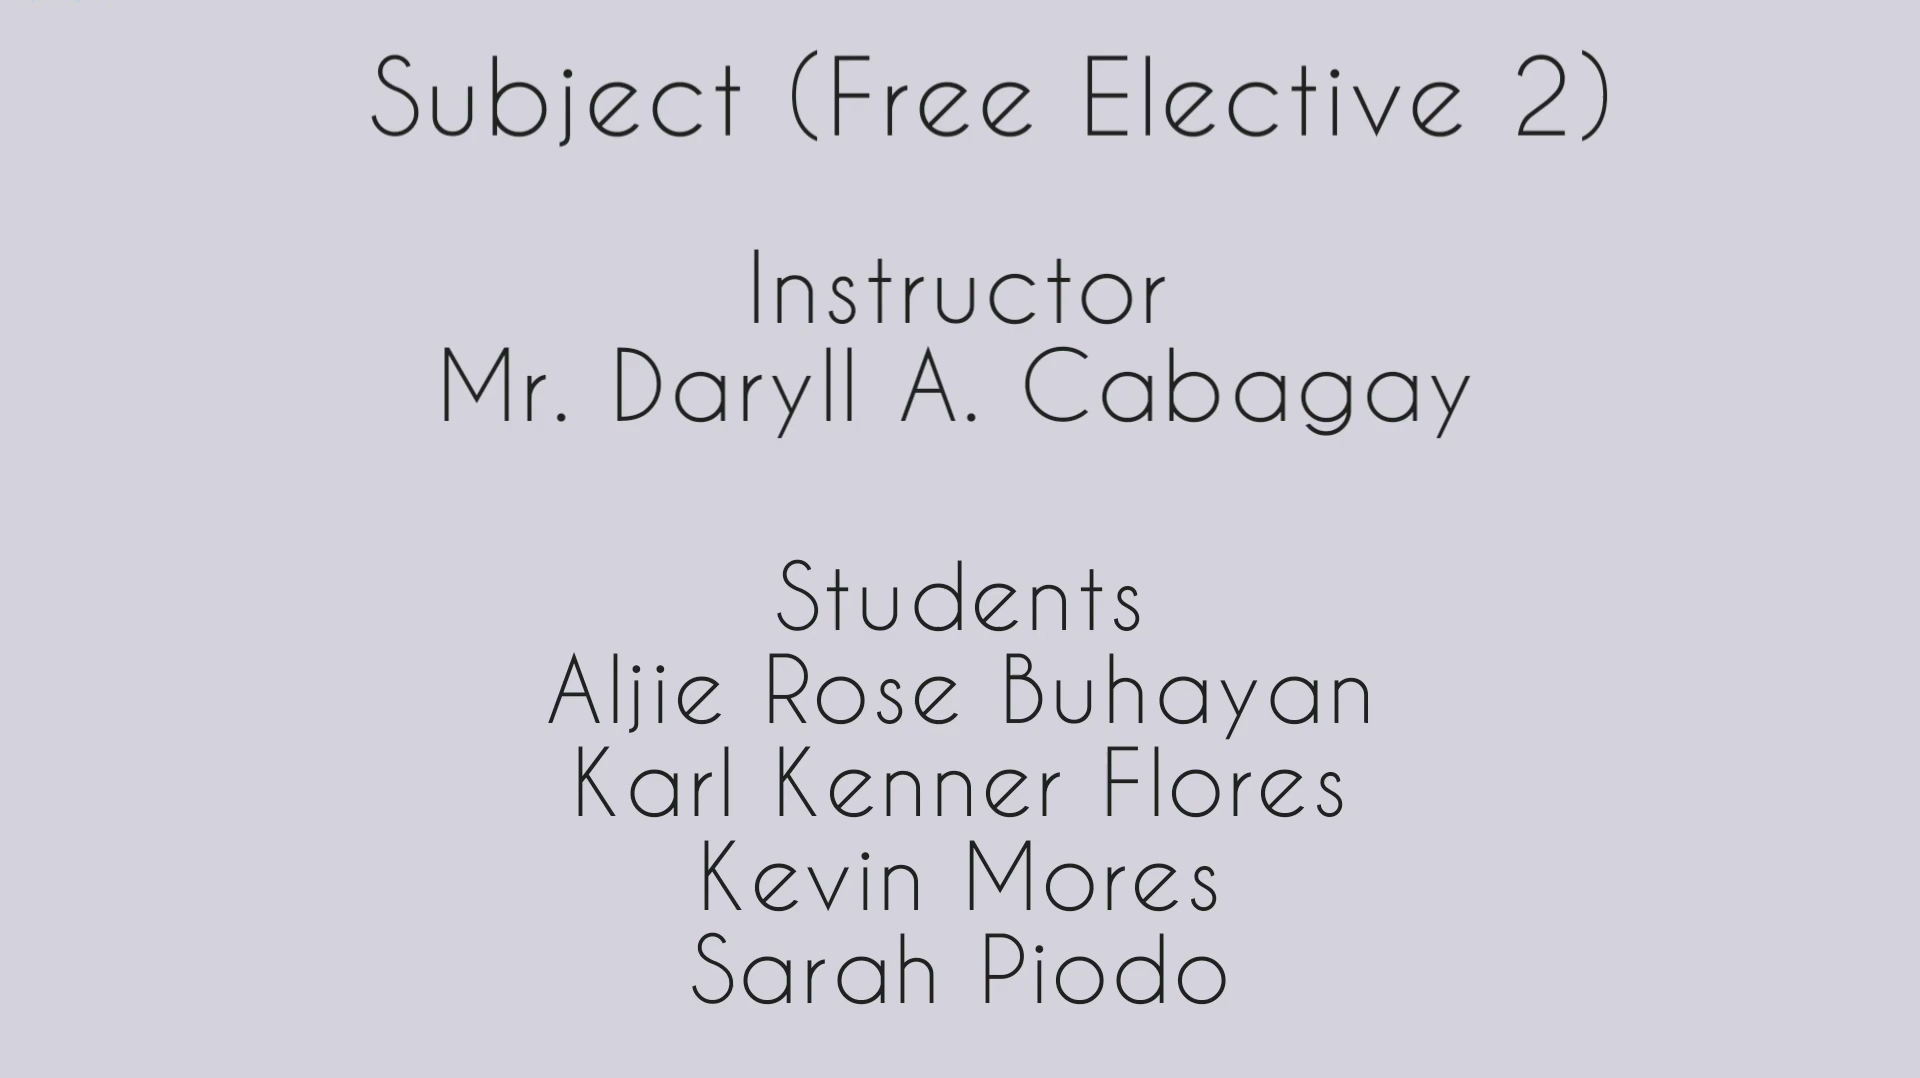 Subject (Free Elective 2)
Instructor
Mr. Daryll A. Cabagay
Students
Aljie Rose Buhayan
Karl Kenner Flores
Kevin Mores
Sarah Piodo